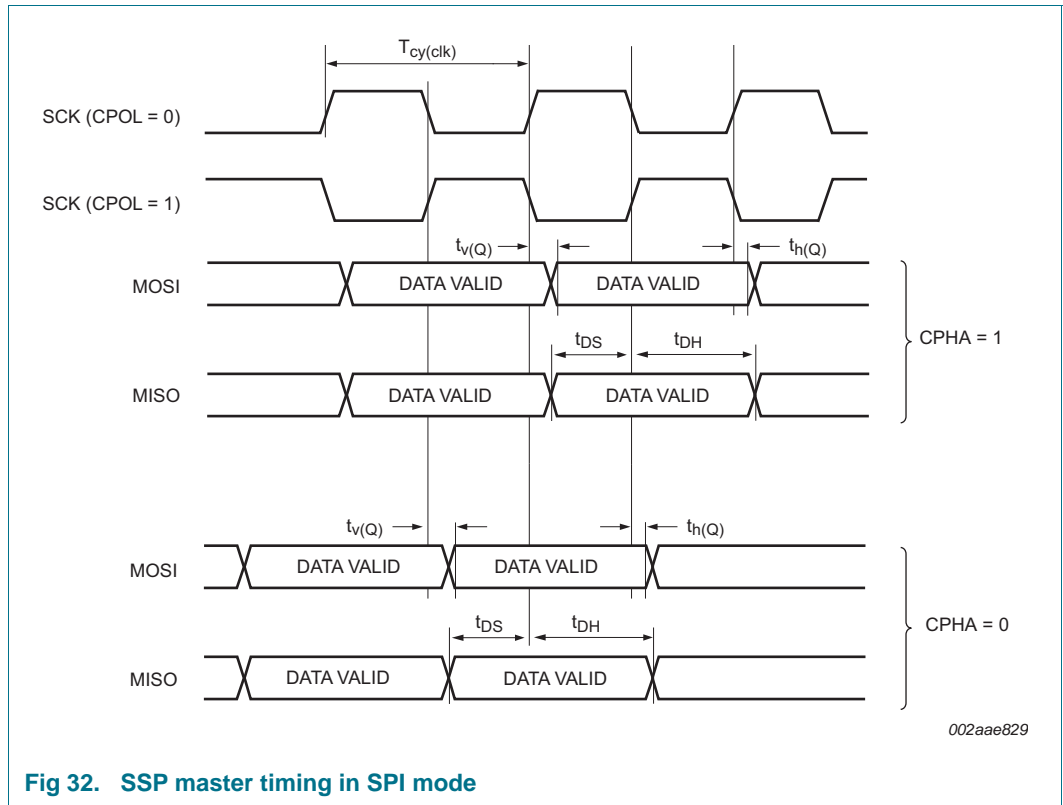 Tcy(clk)
SCK (CPOL = 0)
SCK (CPOL = 1)
tv(Q)
th(Q)
MOSI
DATA VALID
DATA VALID
tDS
tDH
CPHA = 1
MISO
DATA VALID
DATA VALID
tv(Q)
th(Q)
MOSI
DATA VALID
DATA VALID
tDS
tDH
CPHA = 0
MISO
DATA VALID
DATA VALID
002aae829
Fig 32. SSP master timing in SPI mode